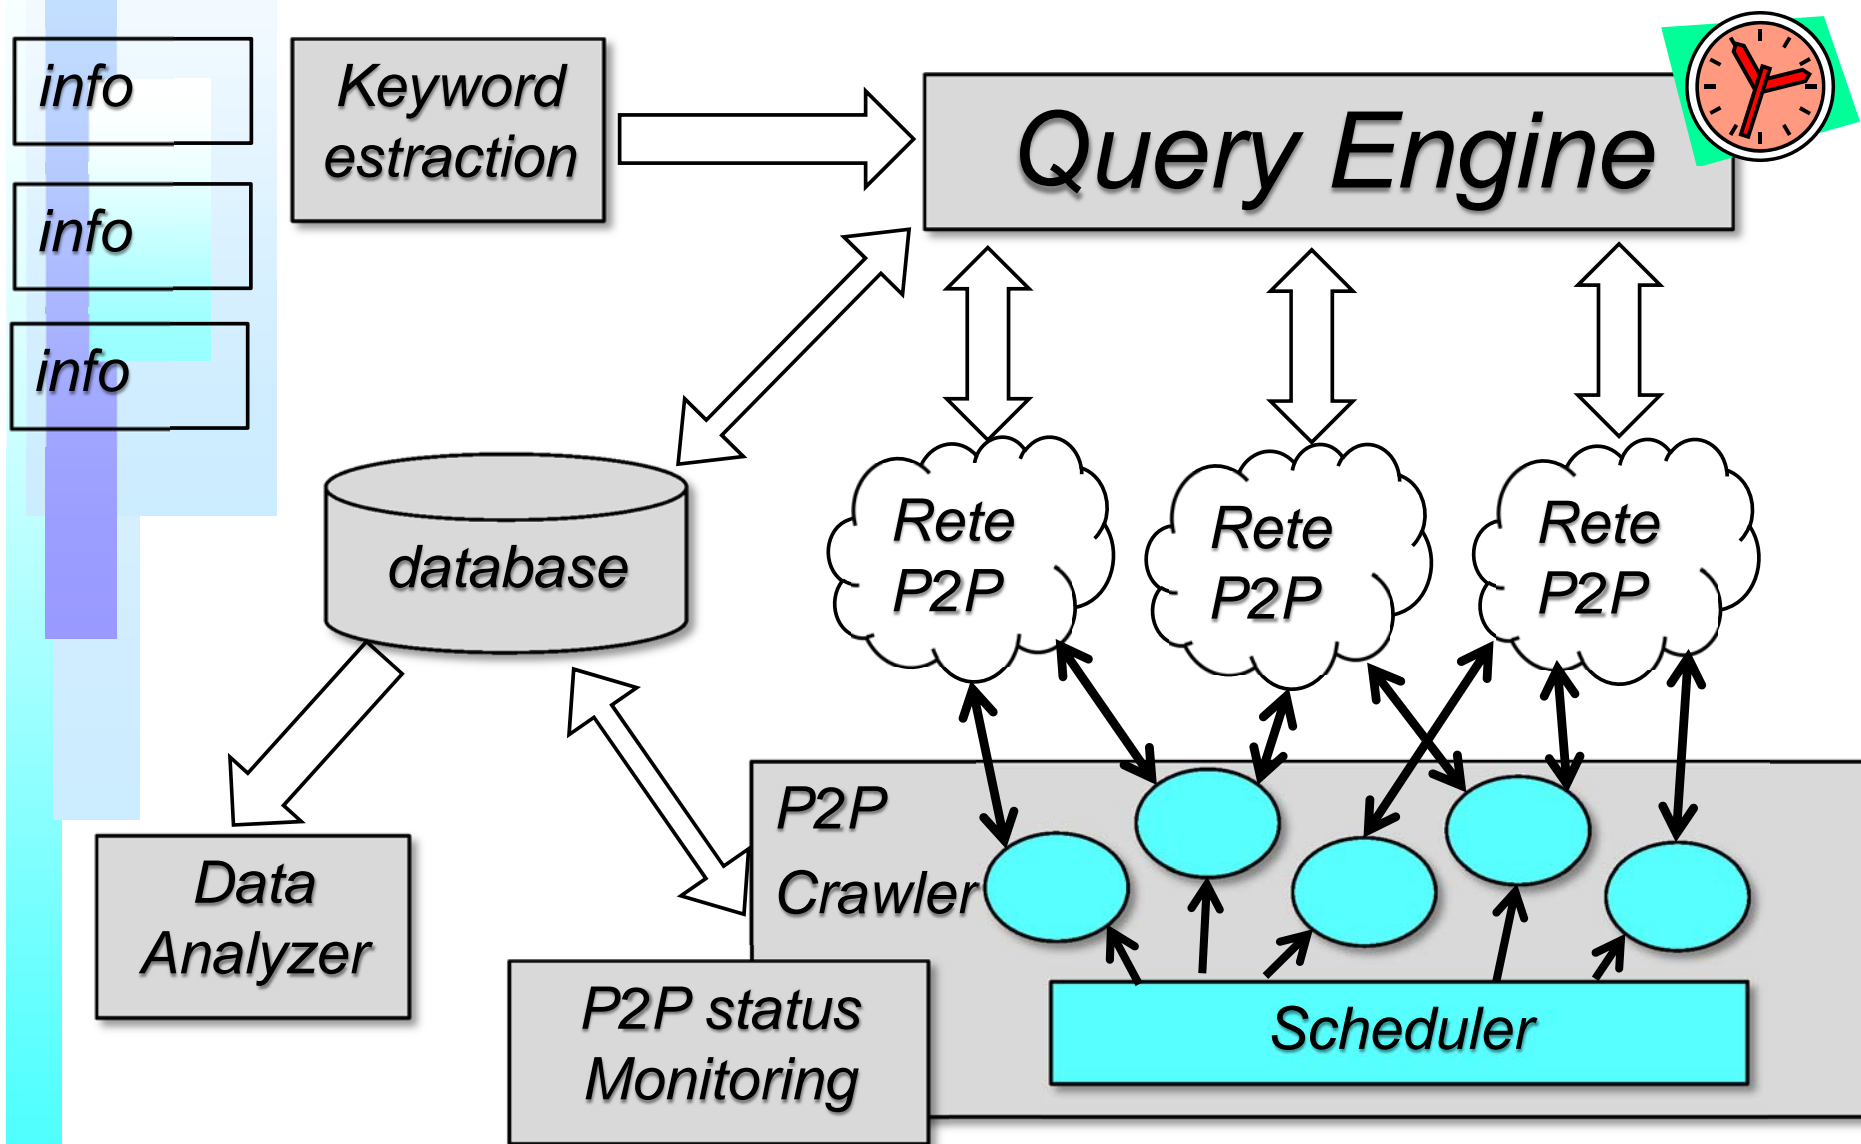 info
info
info
Keyword
estraction
Query Engine
database
Rete
P2P
Rete
P2P
Rete
P2P
Data
Analyzer
P2P
Crawler
P2P status
Monitoring
Scheduler